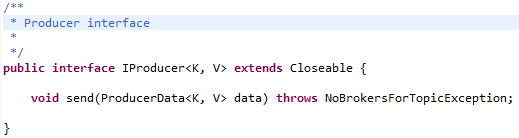 /**
 * Producer interface
 *
 */
public interface IProducer<K, V> extends Closeable {
    void send(ProducerData<K, V> data) throws NoBrokersForTopicException;
}